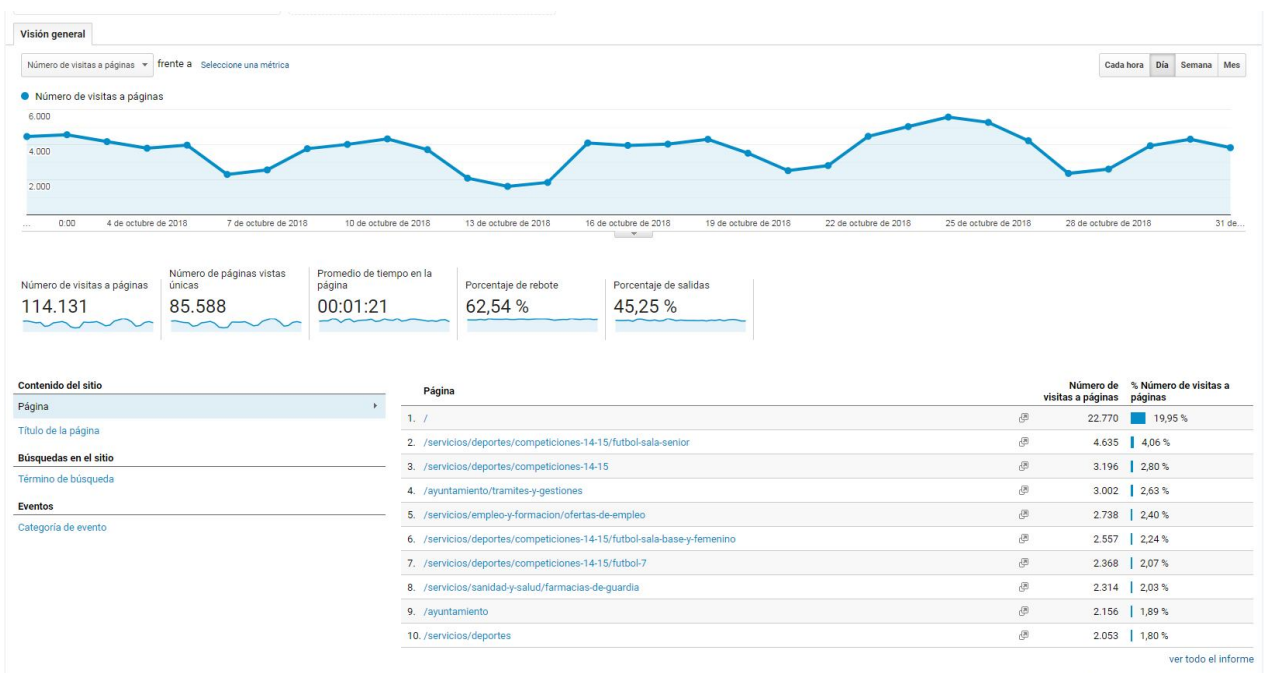 Visión general
Número de visitas a páginas frente a Seleccione una métrica
Cada hora Día Semana Mes
Número de visitas a páginas
6.000
4.000
2.000
... 0:00 4 de octubre de 2018 7 de octubre de 2018 10 de octubre de 2018 13 de octubre de 2018 16 de octubre de 2018 19 de octubre de 2018 22 de octubre de 2018 25 de octubre de 2018 28 de octubre de 2018 31 de...
Número de visitas a páginas
114.131
Número de páginas vistas
únicas
85.588
Promedio de tiempo en la
página
00:01:21
Porcentaje de rebote
62,54 %
Porcentaje de salidas
45,25 %
Contenido del sitio
Página
Título de la página
Búsquedas en el sitio
Término de búsqueda
Eventos
Categoría de evento
Página
Número de
visitas a páginas
% Número de visitas a
páginas
1. / 22.770 19,95 %
2. /servicios/deportes/competiciones-14-15/futbol-sala-senior 4.635 4,06 %
3. /servicios/deportes/competiciones-14-15 3.196 2,80 %
4. /ayuntamiento/tramites-y-gestiones 3.002 2,63 %
5. /servicios/empleo-y-formacion/ofertas-de-empleo 2.738 2,40 %
6. /servicios/deportes/competiciones-14-15/futbol-sala-base-y-femenino 2.557 2,24 %
7. /servicios/deportes/competiciones-14-15/futbol-7 2.368 2,07 %
8. /servicios/sanidad-y-salud/farmacias-de-guardia 2.314 2,03 %
9. /ayuntamiento 2.156 1,89 %
10. /servicios/deportes 2.053 1,80 %
ver todo el informe